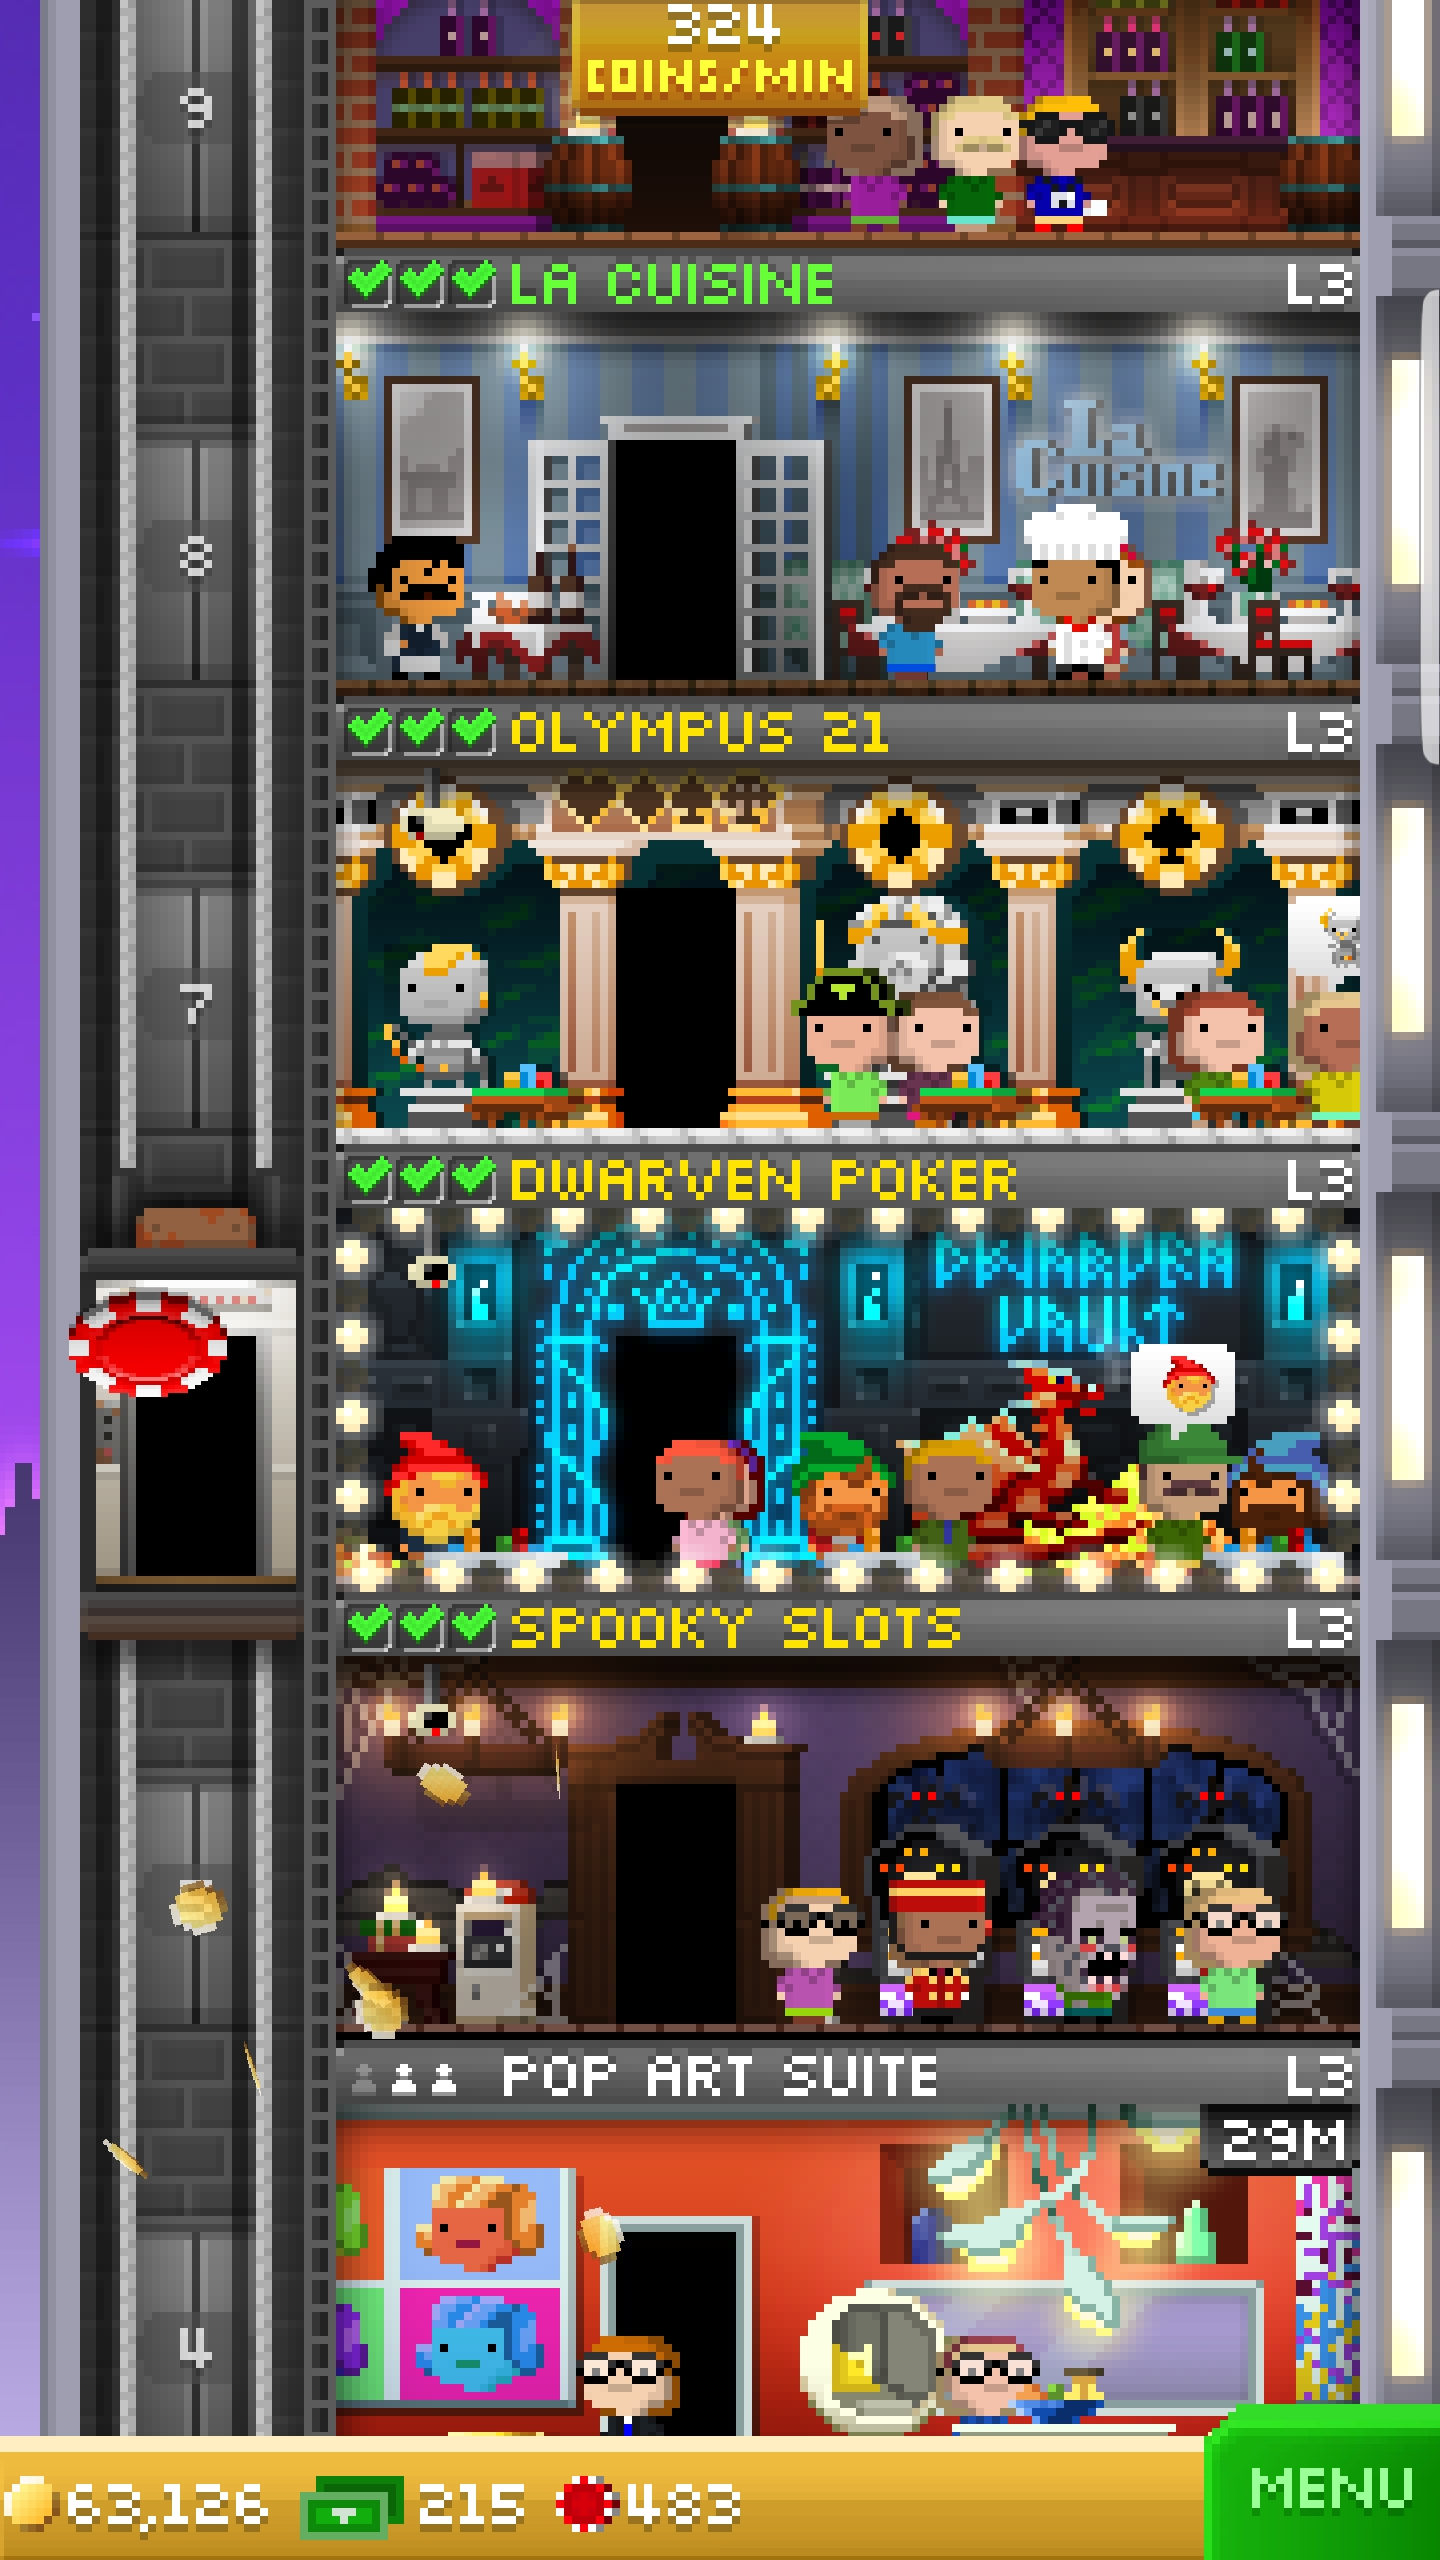 324
COINS/MIN
9
LA CUISINE L3
La
Cuisine
8
OLYMPUS 21 L3
7
DWARVEN POKER L3
DWARVEN
VAULT
SPOOKY SLOTS L3
POP ART SUITE L3
29M
4
63,126 215 483
MENU